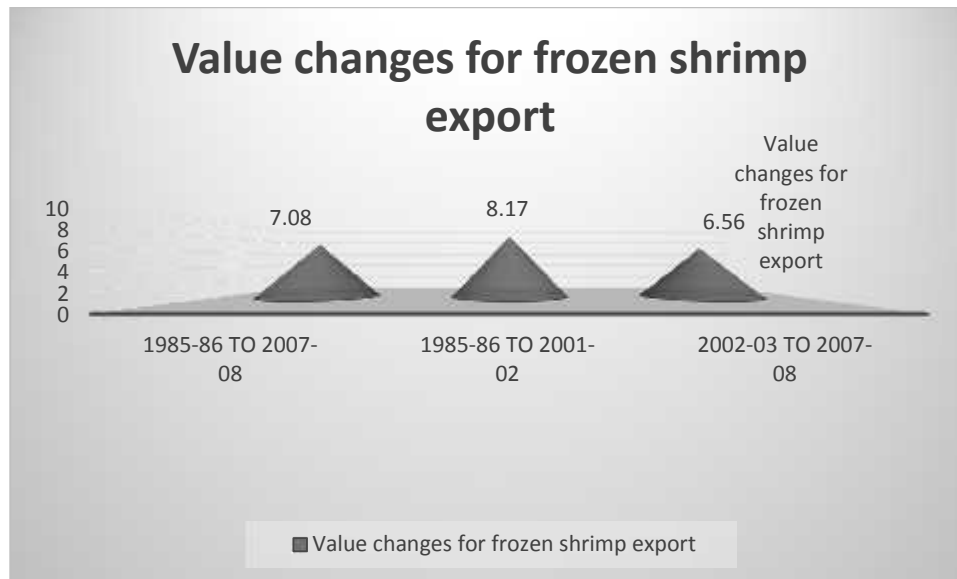 Value changes for frozen shrimp
export
Value
changes for
frozen
shrimp
export
10
8
6
4
2
0
7.08
8.17
6.56
1985-86 TO 2007-
08
1985-86 TO 2001-
02
2002-03 TO 2007-
08
Value changes for frozen shrimp export